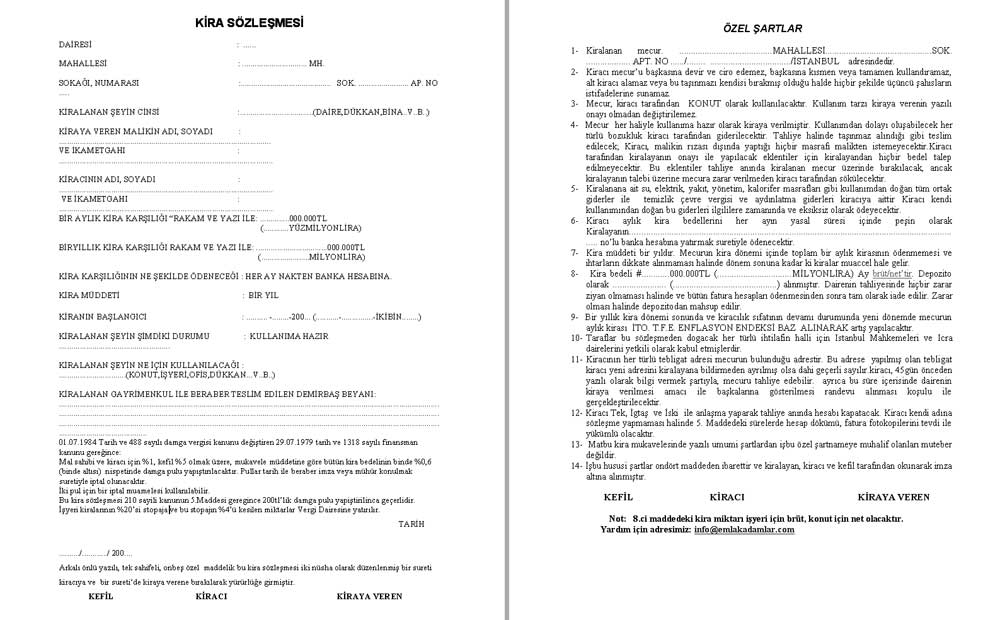 KİRA SÖZLEŞMESİ
DAİRESİ : ......
MAHALLESİ : ............................ MH.
SOKAĞI, NUMARASI :....................................... SOK. ...................... AP. NO
.....
KİRALANAN ŞEYİN CİNSİ :................................(DAİRE,DÜKKAN,BİNA..V..B. )
KİRAYA VEREN MALİKİN ADI, SOYADI :
............................................................................................
VE İKAMETGAHI :
............................................................................................
KİRACININ ADI, SOYADI :
............................................................................................
VE İKAMETGAHI :
............................................................................................
BİR AYLIK KİRA KARŞILIĞI “RAKAM VE YAZI İLE: ............000.000TL
(...........YÜZMİLYONLİRA)
BİRYILLIK KİRA KARŞILIĞI RAKAM VE YAZI İLE: ...............................000.000TL
(.....................MİLYONLİRA)
KİRA KARŞILIĞININ NE ŞEKİLDE ÖDENECEĞİ : HER AY NAKTEN BANKA HESABINA.
KİRA MÜDDETİ : BİR YIL
KİRANIN BAŞLANGICI : .......... -........-200... (...........-..............-İKİBİN........)
KİRALANAN ŞEYİN ŞİMDİKİ DURUMU : KULLANIMA HAZIR
................................................
KİRALANAN ŞEYİN NE İÇİN KULLANILACAĞI :
.............................(KONUT,İŞYERİ,OFİS,DÜKKAN...V..B..)
KİRALANAN GAYRİMENKUL İLE BERABER TESLİM EDİLEN DEMİRBAŞ BEYANI:
....................................................................................................................................................................
....................................................................................................................................................................
....................................................................................................................................................................
......................................
01.07.1984 Tarih ve 488 sayılı damga vergisi kanunu değiştiren 29.07.1979 tarih ve 1318 sayılı finansman
kanunu gereğince:
Mal sahibi ve kiracı için %1, kefil %5 olmak üzere, mukavele müddetine göre bütün kira bedelinin binde %0,6
(binde altısı) nispetinde damga pulu yapıştırılacaktır. Pullar tarih ile beraber imza veya mühür konulmak
suretiyle iptal olunacaktır.
İki pul için bir iptal muamelesi kullanılabilir.
Bu kira sözleşmesi 210 sayili kanunun 5.Maddesi geregince 200tl’lik damga pulu yapiştirilinca geçerlidir.
İşyeri kiralarının %20’si stopaja ve bu stopajın %4’ü kesilen miktarlar Vergi Dairesine yatırılır.
TARİH
........./.........../ 200....
Arkalı önlü yazılı, tek sahifeli, onbeş özel maddelik bu kira sözleşmesi iki nüsha olarak düzenlenmiş bir sureti
kiracıya ve bir sureti’de kiraya verene bırakılarak yürürlüğe girmiştir.
KEFİL KİRACI KİRAYA VEREN
ÖZEL ŞARTLAR
1- Kiralanan mecur. .......................................MAHALLESİ.............................................SOK.
................... APT. NO ....../........ ................................../İSTANBUL adresindedir.
2- Kiracı mecur’u başkasına devir ve ciro edemez, başkasına kısmen veya tamamen kullandıramaz,
alt kiracı alamaz veya bu taşınmazı kendisi bırakmış olduğu halde hiçbir şekilde üçüncü şahısların
istifadelerine sunamaz.
3- Mecur, kiracı tarafından KONUT olarak kullanılacaktır. Kullanım tarzı kiraya verenin yazılı
onayı olmadan değiştirilemez.
4- Mecur her haliyle kullanıma hazır olarak kiraya verilmiştir. Kullanımdan dolayı oluşabilecek her
türlü bozukluk kiracı tarafından giderilecektir. Tahliye halinde taşınmaz alındığı gibi teslim
edilecek, Kiracı, malikin rızası dışında yaptığı hiçbir masrafı malikten istemeyecektir.Kiracı
tarafından kiralayanın onayı ile yapılacak eklentiler için kiralayandan hiçbir bedel talep
edilmeyecektir. Bu eklentiler tahliye anında kiralanan mecur üzerinde bırakılacak, ancak
kiralayanın talebi üzerine mecura zarar verilmeden kiracı tarafından sökülecektir.
5- Kiralanana ait su, elektrik, yakıt, yönetim, kalorifer masrafları gibi kullanımdan doğan tüm ortak
giderler ile temizlik çevre vergisi ve aydınlatma giderleri kiracıya aittir Kiracı kendi
kullanımından doğan bu giderleri ilgililere zamanında ve eksiksiz olarak ödeyecektir.
6- Kiracı aylık kira bedellerini her ayın yasal süresi içinde peşin olarak
Kiralayanın..........................................................................................................................
..... no’lu banka hesabına yatırmak suretiyle ödenecektir.
7- Kira müddeti bir yıldır. Mecurun kira dönemi içinde toplam bir aylık kirasının ödenmemesi ve
ihtarların dikkate alınmaması halinde dönem sonuna kadar ki kiralar muaccel hale gelir.
8- Kira bedeli #............000.000TL (...............................MİLYONLİRA) Ay brüt/net’tir. Depozito
olarak ....................... (............................................) alınmıştır. Dairenin tahliyesinde hiçbir zarar
ziyan olmaması halinde ve bütün fatura hesapları ödenmesinden sonra tam olarak iade edilir. Zarar
olması halinde depozitodan mahsup edilir.
9- Bir yıllık kira dönemi sonunda ve kiracılık sıfatının devamı durumunda yeni dönemde mecurun
aylık kirası İTO. T.F.E. ENFLASYON ENDEKSİ BAZ ALINARAK artış yapılacaktır.
10- Taraflar bu sözleşmeden dogacak her türlü ihtilafın halli için İstanbul Mahkemeleri ve Icra
dairelerini yetkili olarak kabul etmişlerdir.
11- Kiracının her türlü tebligat adresi mecurun bulunduğu adrestir. Bu adrese yapılmış olan tebligat
kiracı yeni adresini kiralayana bildirmeden ayrılmış olsa dahi geçerli sayılır kiracı, 45gün önceden
yazılı olarak bilgi vermek şartıyla, mecuru tahliye edebilir. ayrıca bu süre içerisinde dairenin
kiraya verilmesi amacı ile başkalarına gösterilmesi randevu alınması koşulu ile
gerçekleştirilecektir.
12- Kiracı Tek, İgtaş ve İski ile anlaşma yaparak tahliye anında hesabı kapatacak. Kiracı kendi adına
sözleşme yapmaması halinde 5. Maddedeki sürelerde hesap dökümü, fatura fotokopilerini tevdi ile
yükümlü olacaktır.
13- Matbu kira mukavelesinde yazılı umumi şartlardan işbu özel şartnameye muhalif olanları muteber
değildir.
14- İşbu hususi şartlar ondört maddeden ibarettir ve kiralayan, kiracı ve kefil tarafından okunarak imza
altına alınmıştır.
KEFİL KİRACI KİRAYA VEREN
Not: 8.ci maddedeki kira miktarı işyeri için brüt, konut için net olacaktır.
Yardım için adresimiz: info@emlakadamlar.com